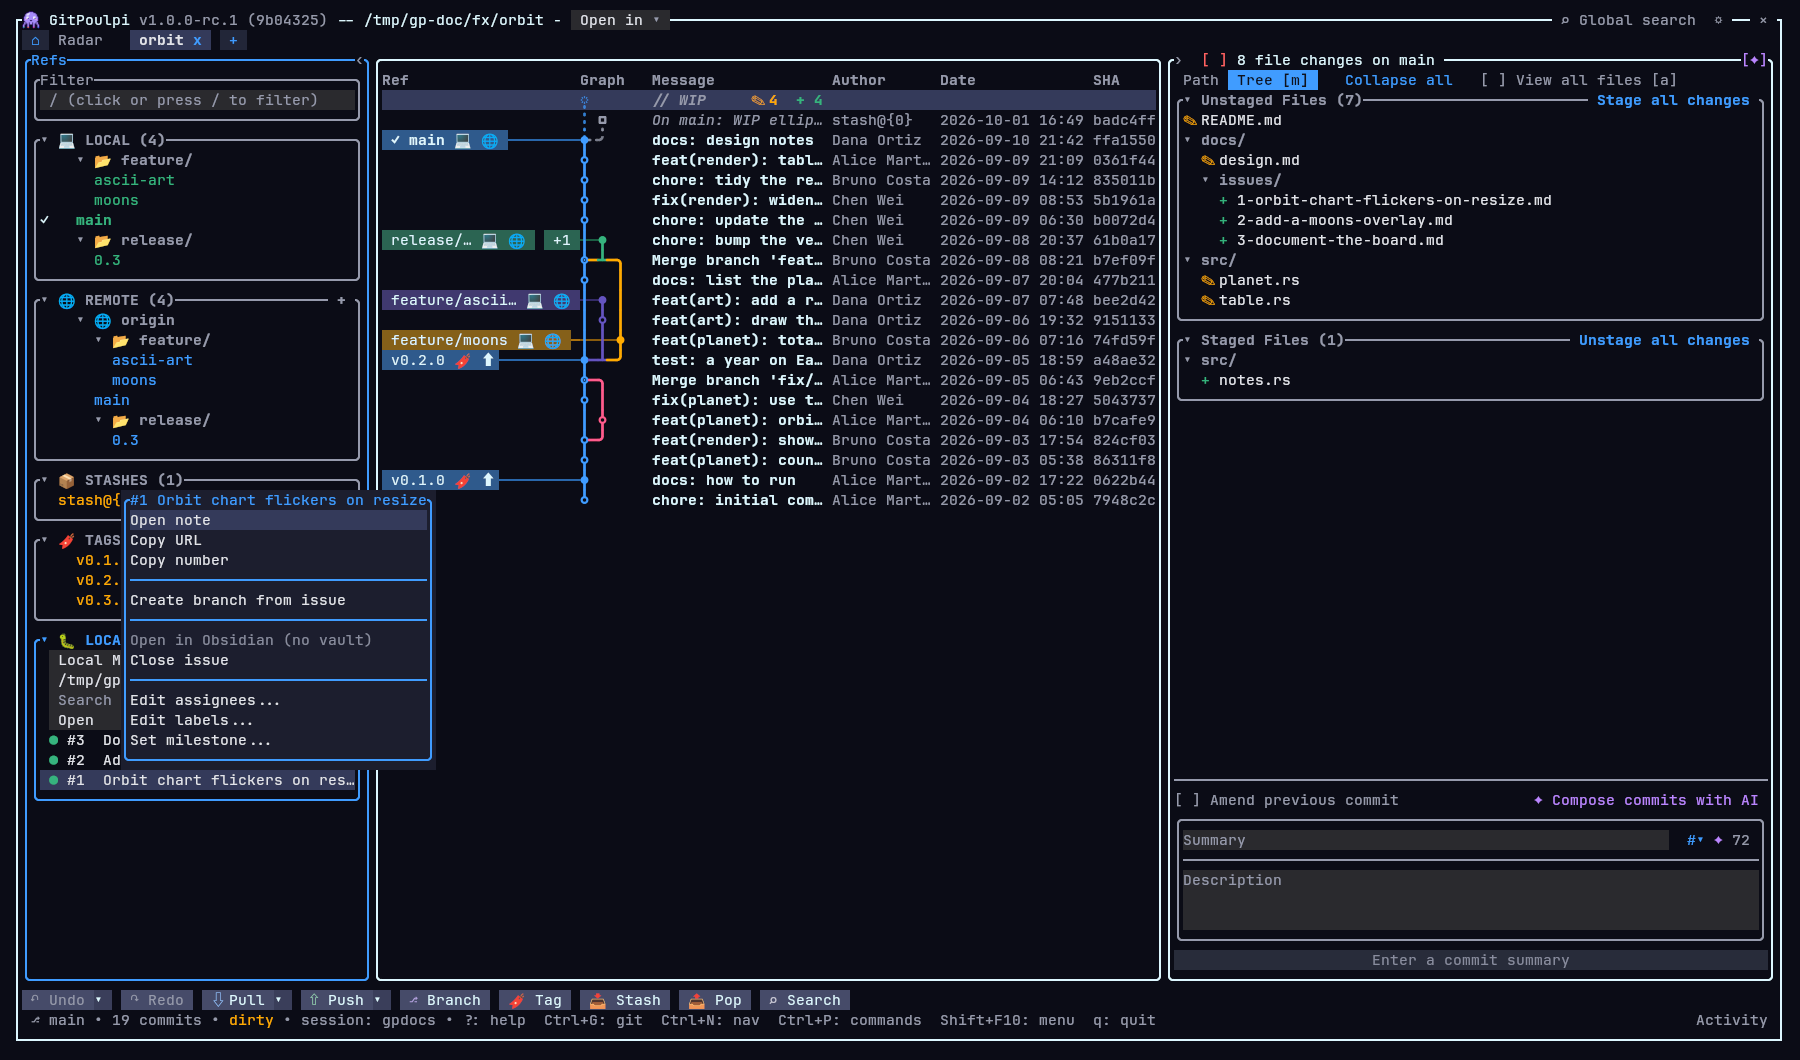 GitPoulpi v1.0.0-rc.1 (9b04325) -- /tmp/gp-doc/fx/orbit - Open in ▾ ⌕ Global search ☼ — ×
⌂ Radar orbit x +
Refs ‹
Filter
/ (click or press / to filter)
▾ LOCAL (4)
▾ feature/
ascii-art
moons
✓ main
▾ release/
0.3
▾ REMOTE (4) +
▾ origin
▾ feature/
ascii-art
moons
main
▾ release/
0.3
▾ STASHES (1)
stash@{
▾ TAGS
v0.1.
v0.2.
v0.3.
▾ LOCA
Local M
/tmp/gp
Search
Open
● #3 Do
● #2 Ad
● #1 Orbit chart flickers on res…
#1 Orbit chart flickers on resize
Open note
Copy URL
Copy number
Create branch from issue
Open in Obsidian (no vault)
Close issue
Edit assignees...
Edit labels...
Set milestone...
Ref Graph Message Author Date SHA
// WIP 4 + 4
On main: WIP ellip… stash@{0} 2026-10-01 16:49 badc4ff
✓ main docs: design notes Dana Ortiz 2026-09-10 21:42 ffa1550
feat(render): tabl… Alice Mart… 2026-09-09 21:09 0361f44
chore: tidy the re… Bruno Costa 2026-09-09 14:12 835011b
fix(render): widen… Chen Wei 2026-09-09 08:53 5b1961a
chore: update the … Chen Wei 2026-09-09 06:30 b0072d4
release/… +1 chore: bump the ve… Chen Wei 2026-09-08 20:37 61b0a17
Merge branch 'feat… Chen Wei 2026-09-08 08:21 b7ef09f
docs: list the pla… Alice Mart… 2026-09-07 20:04 477b211
feature/ascii… feat(art): add a r… Dana Ortiz 2026-09-07 07:48 bee2d42
feat(art): draw th… Dana Ortiz 2026-09-06 19:32 9151133
feature/moons feat(planet): tota… Bruno Costa 2026-09-06 07:16 74fd59f
v0.2.0 test: a year on Ea… Dana Ortiz 2026-09-05 18:59 a48ae32
Merge branch 'fix/… Alice Mart… 2026-09-05 06:43 9eb2ccf
fix(planet): use t… Chen Wei 2026-09-04 18:27 5043737
feat(planet): orbi… Alice Mart… 2026-09-04 06:10 b7cafe9
feat(render): show… Bruno Costa 2026-09-03 17:54 824cf03
feat(planet): coun… Bruno Costa 2026-09-03 05:38 86311f8
v0.1.0 docs: how to run Alice Mart… 2026-09-02 17:22 0622b44
chore: initial com… Alice Mart… 2026-09-02 05:05 7948c2c
› [ ] 8 file changes on main [✦]
Path Tree [m] Collapse all [ ] View all files [a]
▾ Unstaged Files (7) Stage all changes
README.md
▾ docs/
design.md
▾ issues/
+ 1-orbit-chart-flickers-on-resize.md
+ 2-add-a-moons-overlay.md
+ 3-document-the-board.md
▾ src/
planet.rs
table.rs
▾ Staged Files (1) Unstage all changes
▾ src/
+ notes.rs
[ ] Amend previous commit ✦ Compose commits with AI
Summary #▾ ✦ 72
Description
Enter a commit summary
Undo ▾ Redo Pull ▾ Push ▾ Branch Tag Stash Pop ⌕ Search
main • 19 commits • dirty • session: gpdocs • ?: help Ctrl+G: git Ctrl+N: nav Ctrl+P: commands Shift+F10: menu q: quit Activity